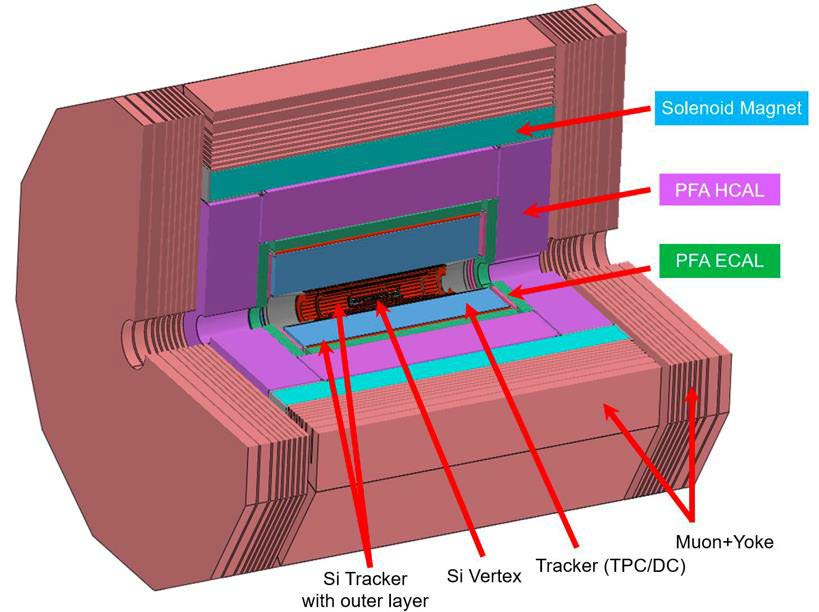 Solenoid Magnet
PFA HCAL
PFA ECAL
Muon+Yoke
Tracker (TPC/DC)
Si Vertex
Si Tracker
with outer layer